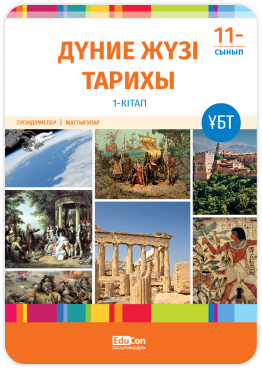 ДҮНИЕ ЖҮЗІ
ТАРИХЫ
11-
СЫНЫП
1-КІТАП
ТҮСІНДІРМЕЛЕР | ЖАТТЫҒУЛАР
ҰБТ
EduCon